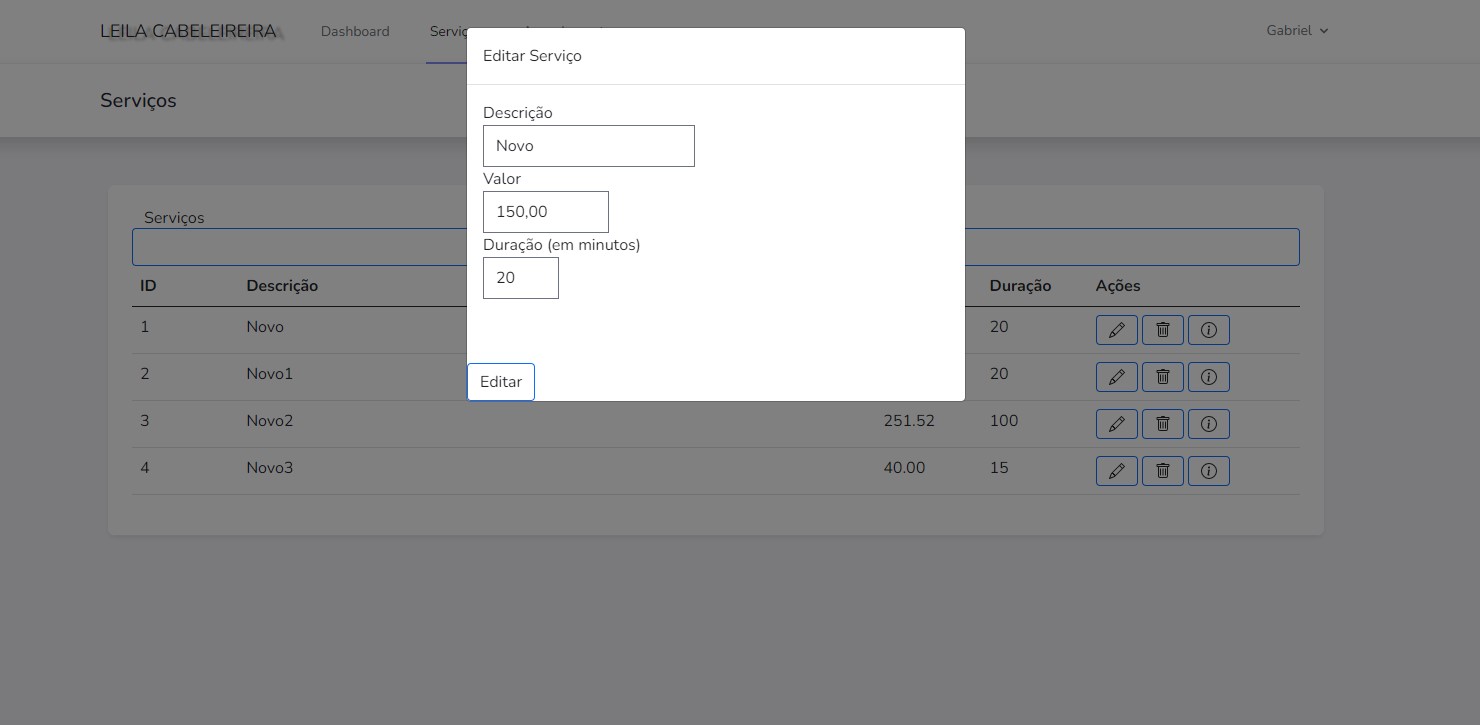 LEILA CABELEIREIRA Dashboard Gabriel
Serviços
Editar Serviço
Descrição
Novo
Valor
150,00
Duração (em minutos)
20
Editar
Serviços
ID Descrição Duração Ações
1 Novo 20
2 Novo1 20
3 Novo2 251.52 100
4 Novo3 40.00 15